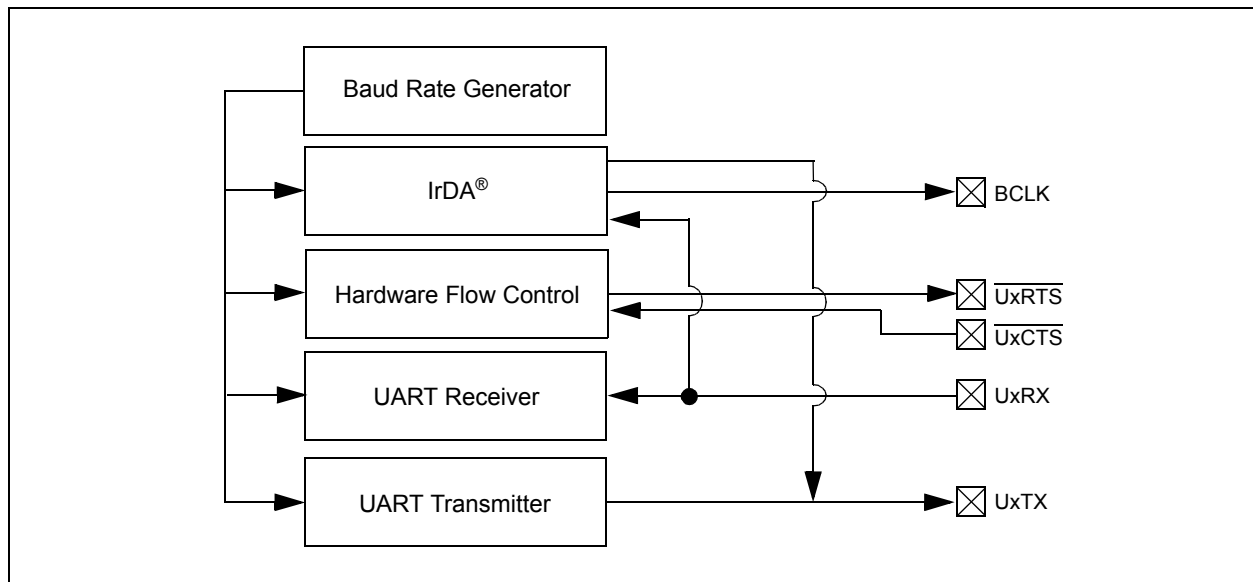 Baud Rate Generator
IrDA®
BCLK
Hardware Flow Control
UxRTS
UxCTS
UART Receiver
UxRX
UART Transmitter
UxTX